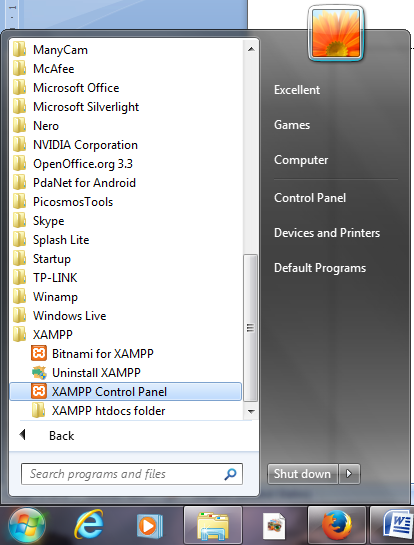 ManyCam
McAfee
Microsoft Office
Microsoft Silverlight
Nero
NVIDIA Corporation
OpenOffice.org 3.3
PdaNet for Android
PicosmosTools
Skype
Splash Lite
Startup
TP-LINK
Winamp
Windows Live
XAMPP
Bitnami for XAMPP
Uninstall XAMPP
XAMPP Control Panel
XAMPP htdocs folder
Back
Search programs and files
Excellent
Games
Computer
Control Panel
Devices and Printers
Default Programs
Shut down